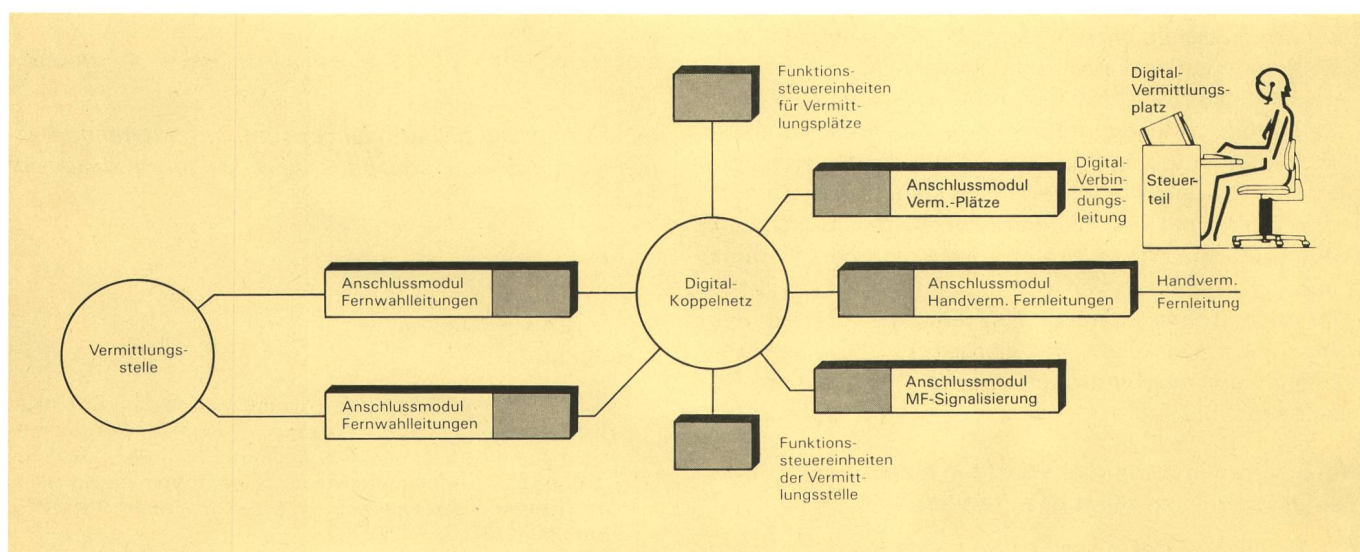 Vermittlungs-
stelle
Anschlussmodul
Fernwahlleitungen
Anschlussmodul
Fernwahlleitungen
Funktions-
steuereinheiten
für Vermitt-
lungsplätze
Digital-
Koppelnetz
Funktions-
steuereinheiten
der Vermitt-
lungsstelle
Anschlussmodul
Verm.-Plätze
Digital-
Verbin-
dungs-
leitung
Digital-
Vermittlungs-
platz
Steuer-
teil
Anschlussmodul
Handverm. Fernleitungen
Handverm.
Fernleitung
Anschlussmodul
MF-Signalisierung